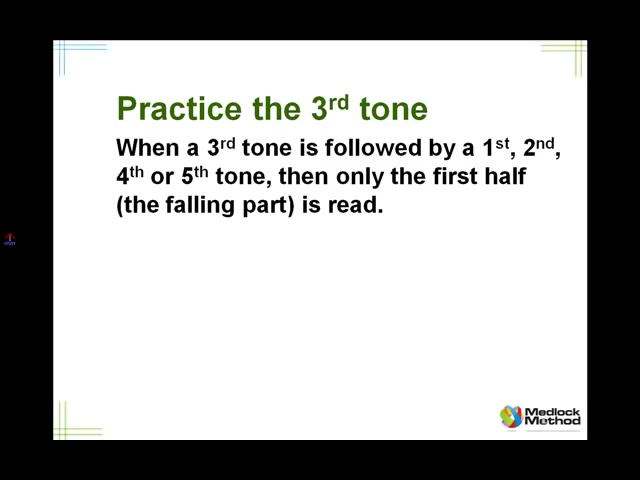 Practice the 3rd tone
When a 3rd tone is followed by a 1st, 2nd,
4th or 5th tone, then only the first half
(the falling part) is read.
Medlock
Method